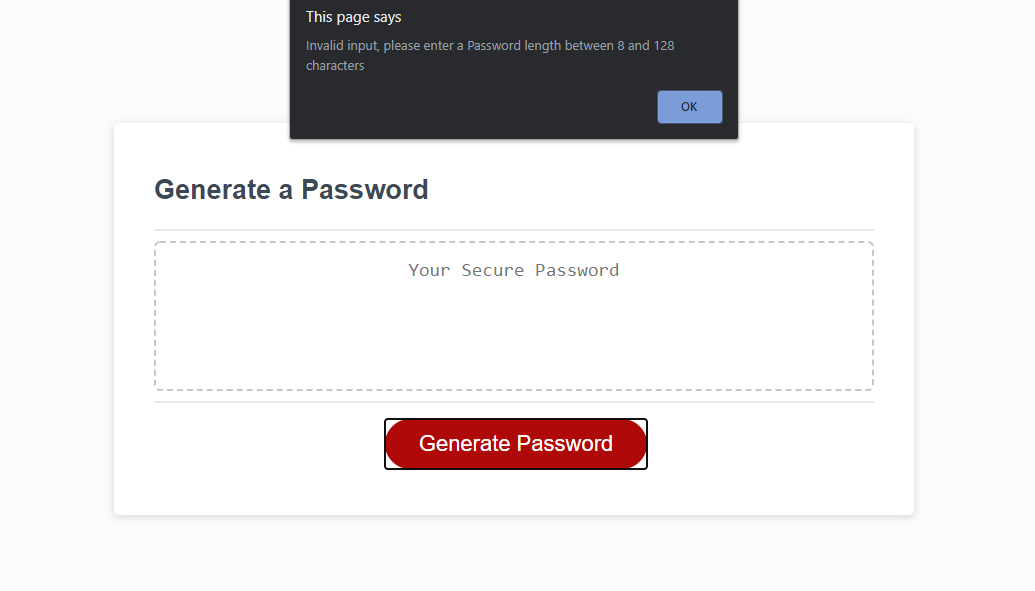 This page says
Invalid input, please enter a Password length between 8 and 128
characters
OK
Generate a Password
Your Secure Password
Generate Password